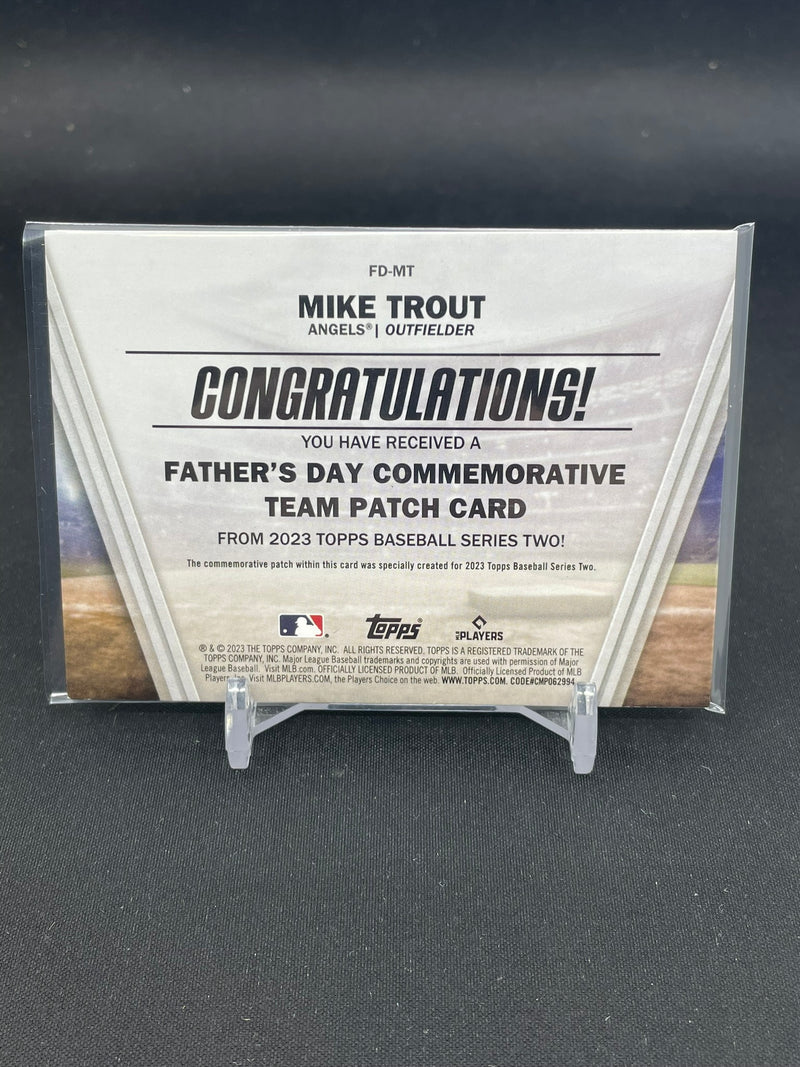 FD-MT
MIKE TROUT
ANGELS® | OUTFIELDER
CONGRATULATIONS!
YOU HAVE RECEIVED A
FATHER'S DAY COMMEMORATIVE
TEAM PATCH CARD
FROM 2023 TOPPS BASEBALL SERIES TWO!
The commemorative patch within this card was specially created for 2023 Topps Baseball Series Two.
TOPPS
PLAYERS
® & © 2023 THE TOPPS COMPANY, INC. ALL RIGHTS RESERVED. TOPPS IS A REGISTERED TRADEMARK OF THE
TOPPS COMPANY, INC. Major League Baseball trademarks and copyrights are used with permission of Major
League Baseball. Visit MLB.com. OFFICIALLY LICENSED PRODUCT OF MLB. Officially Licensed Product of MLB
Players, Inc. Visit MLBPLAYERS.COM, the Players Choice on the web. WWW.TOPPS.COM. CODE#CMP062994